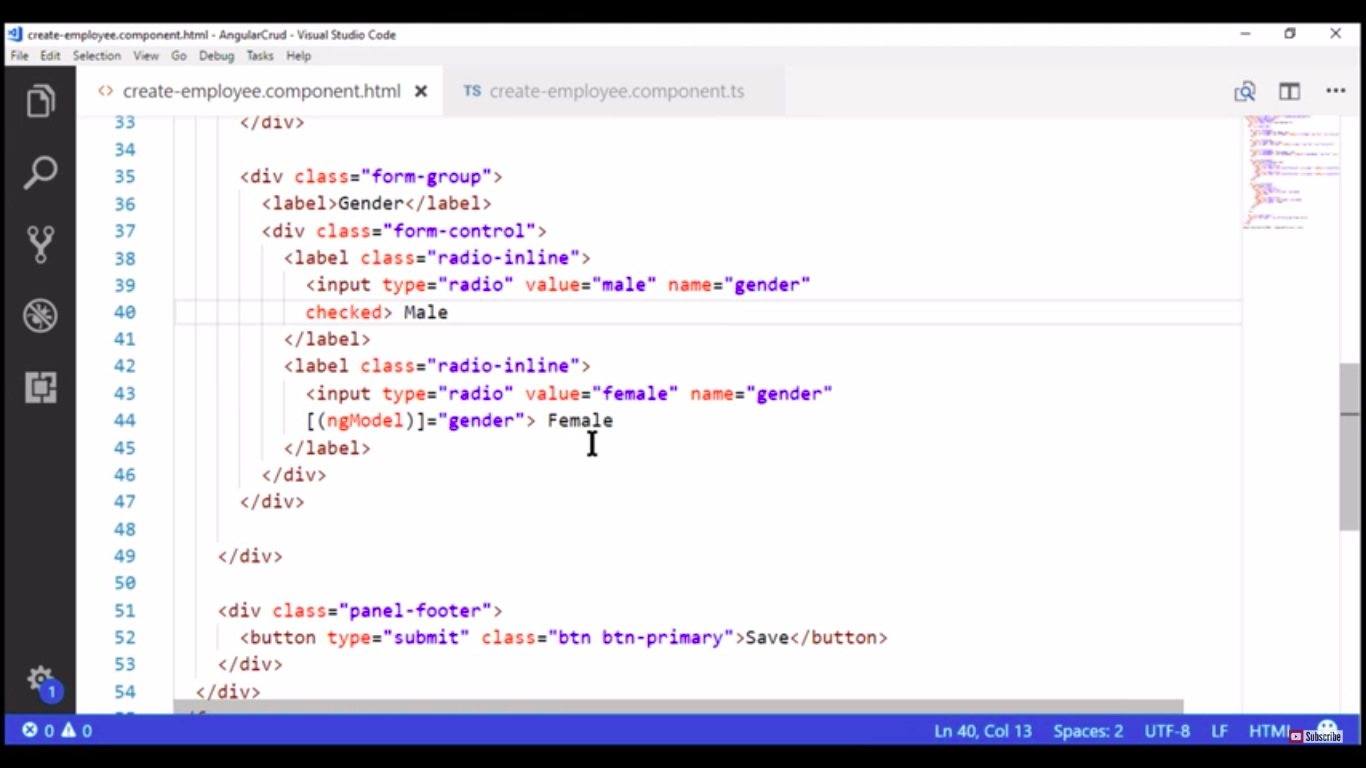 create-employee.component.html - AngularCrud - Visual Studio Code
File Edit Selection View Go Debug Tasks Help
<> create-employee.component.html × TS create-employee.component.ts
33 </div>
34
35 <div class="form-group">
36 <label>Gender</label>
37 <div class="form-control">
38 <label class="radio-inline">
39 <input type="radio" value="male" name="gender"
40 checked> Male
41 </label>
42 <label class="radio-inline">
43 <input type="radio" value="female" name="gender"
44 [(ngModel)]="gender"> Female
45 </label>
46 </div>
47 </div>
48
49 </div>
50
51 <div class="panel-footer">
52 <button type="submit" class="btn btn-primary">Save</button>
53 </div>
54 </div>
1
0 0 Ln 40, Col 13 Spaces: 2 UTF-8 LF HTML
Subscribe